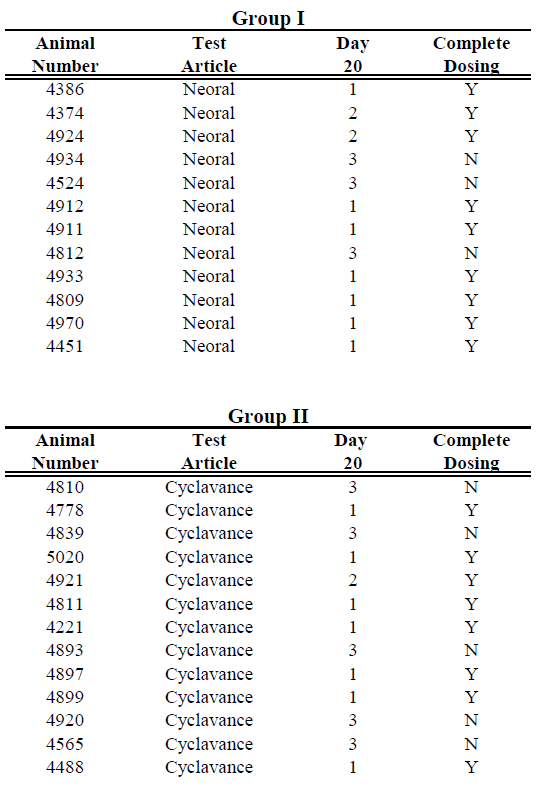 Group I
Animal Test Day Complete
Number Article 20 Dosing
4386 Neoral 1 Y
4374 Neoral 2 Y
4924 Neoral 2 Y
4934 Neoral 3 N
4524 Neoral 3 N
4912 Neoral 1 Y
4911 Neoral 1 Y
4812 Neoral 3 N
4933 Neoral 1 Y
4809 Neoral 1 Y
4970 Neoral 1 Y
4451 Neoral 1 Y
Group II
Animal Test Day Complete
Number Article 20 Dosing
4810 Cyclavance 3 N
4778 Cyclavance 1 Y
4839 Cyclavance 3 N
5020 Cyclavance 1 Y
4921 Cyclavance 2 Y
4811 Cyclavance 1 Y
4221 Cyclavance 1 Y
4893 Cyclavance 3 N
4897 Cyclavance 1 Y
4899 Cyclavance 1 Y
4920 Cyclavance 3 N
4565 Cyclavance 3 N
4488 Cyclavance 1 Y